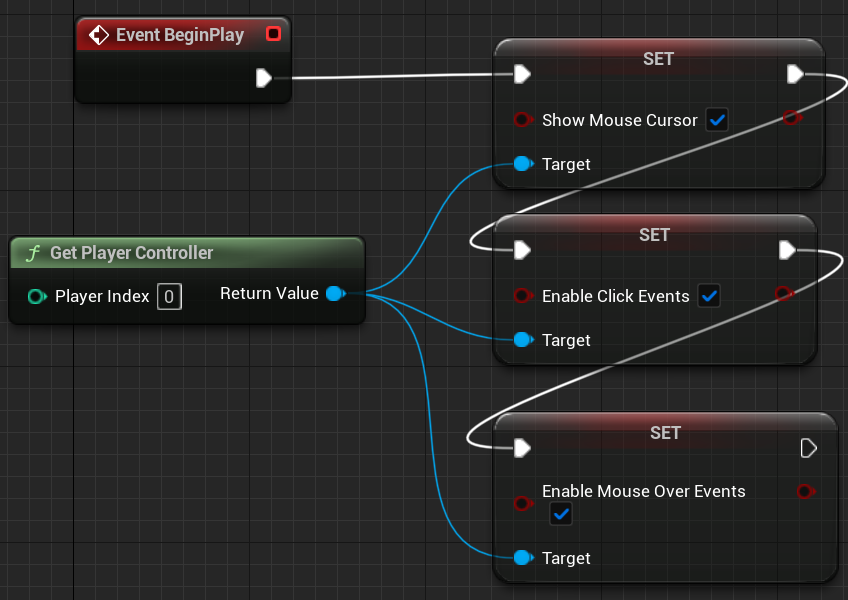 Event BeginPlay
SET
Show Mouse Cursor
Target
Get Player Controller
Player Index 0
Return Value
SET
Enable Click Events
Target
SET
Enable Mouse Over Events
Target